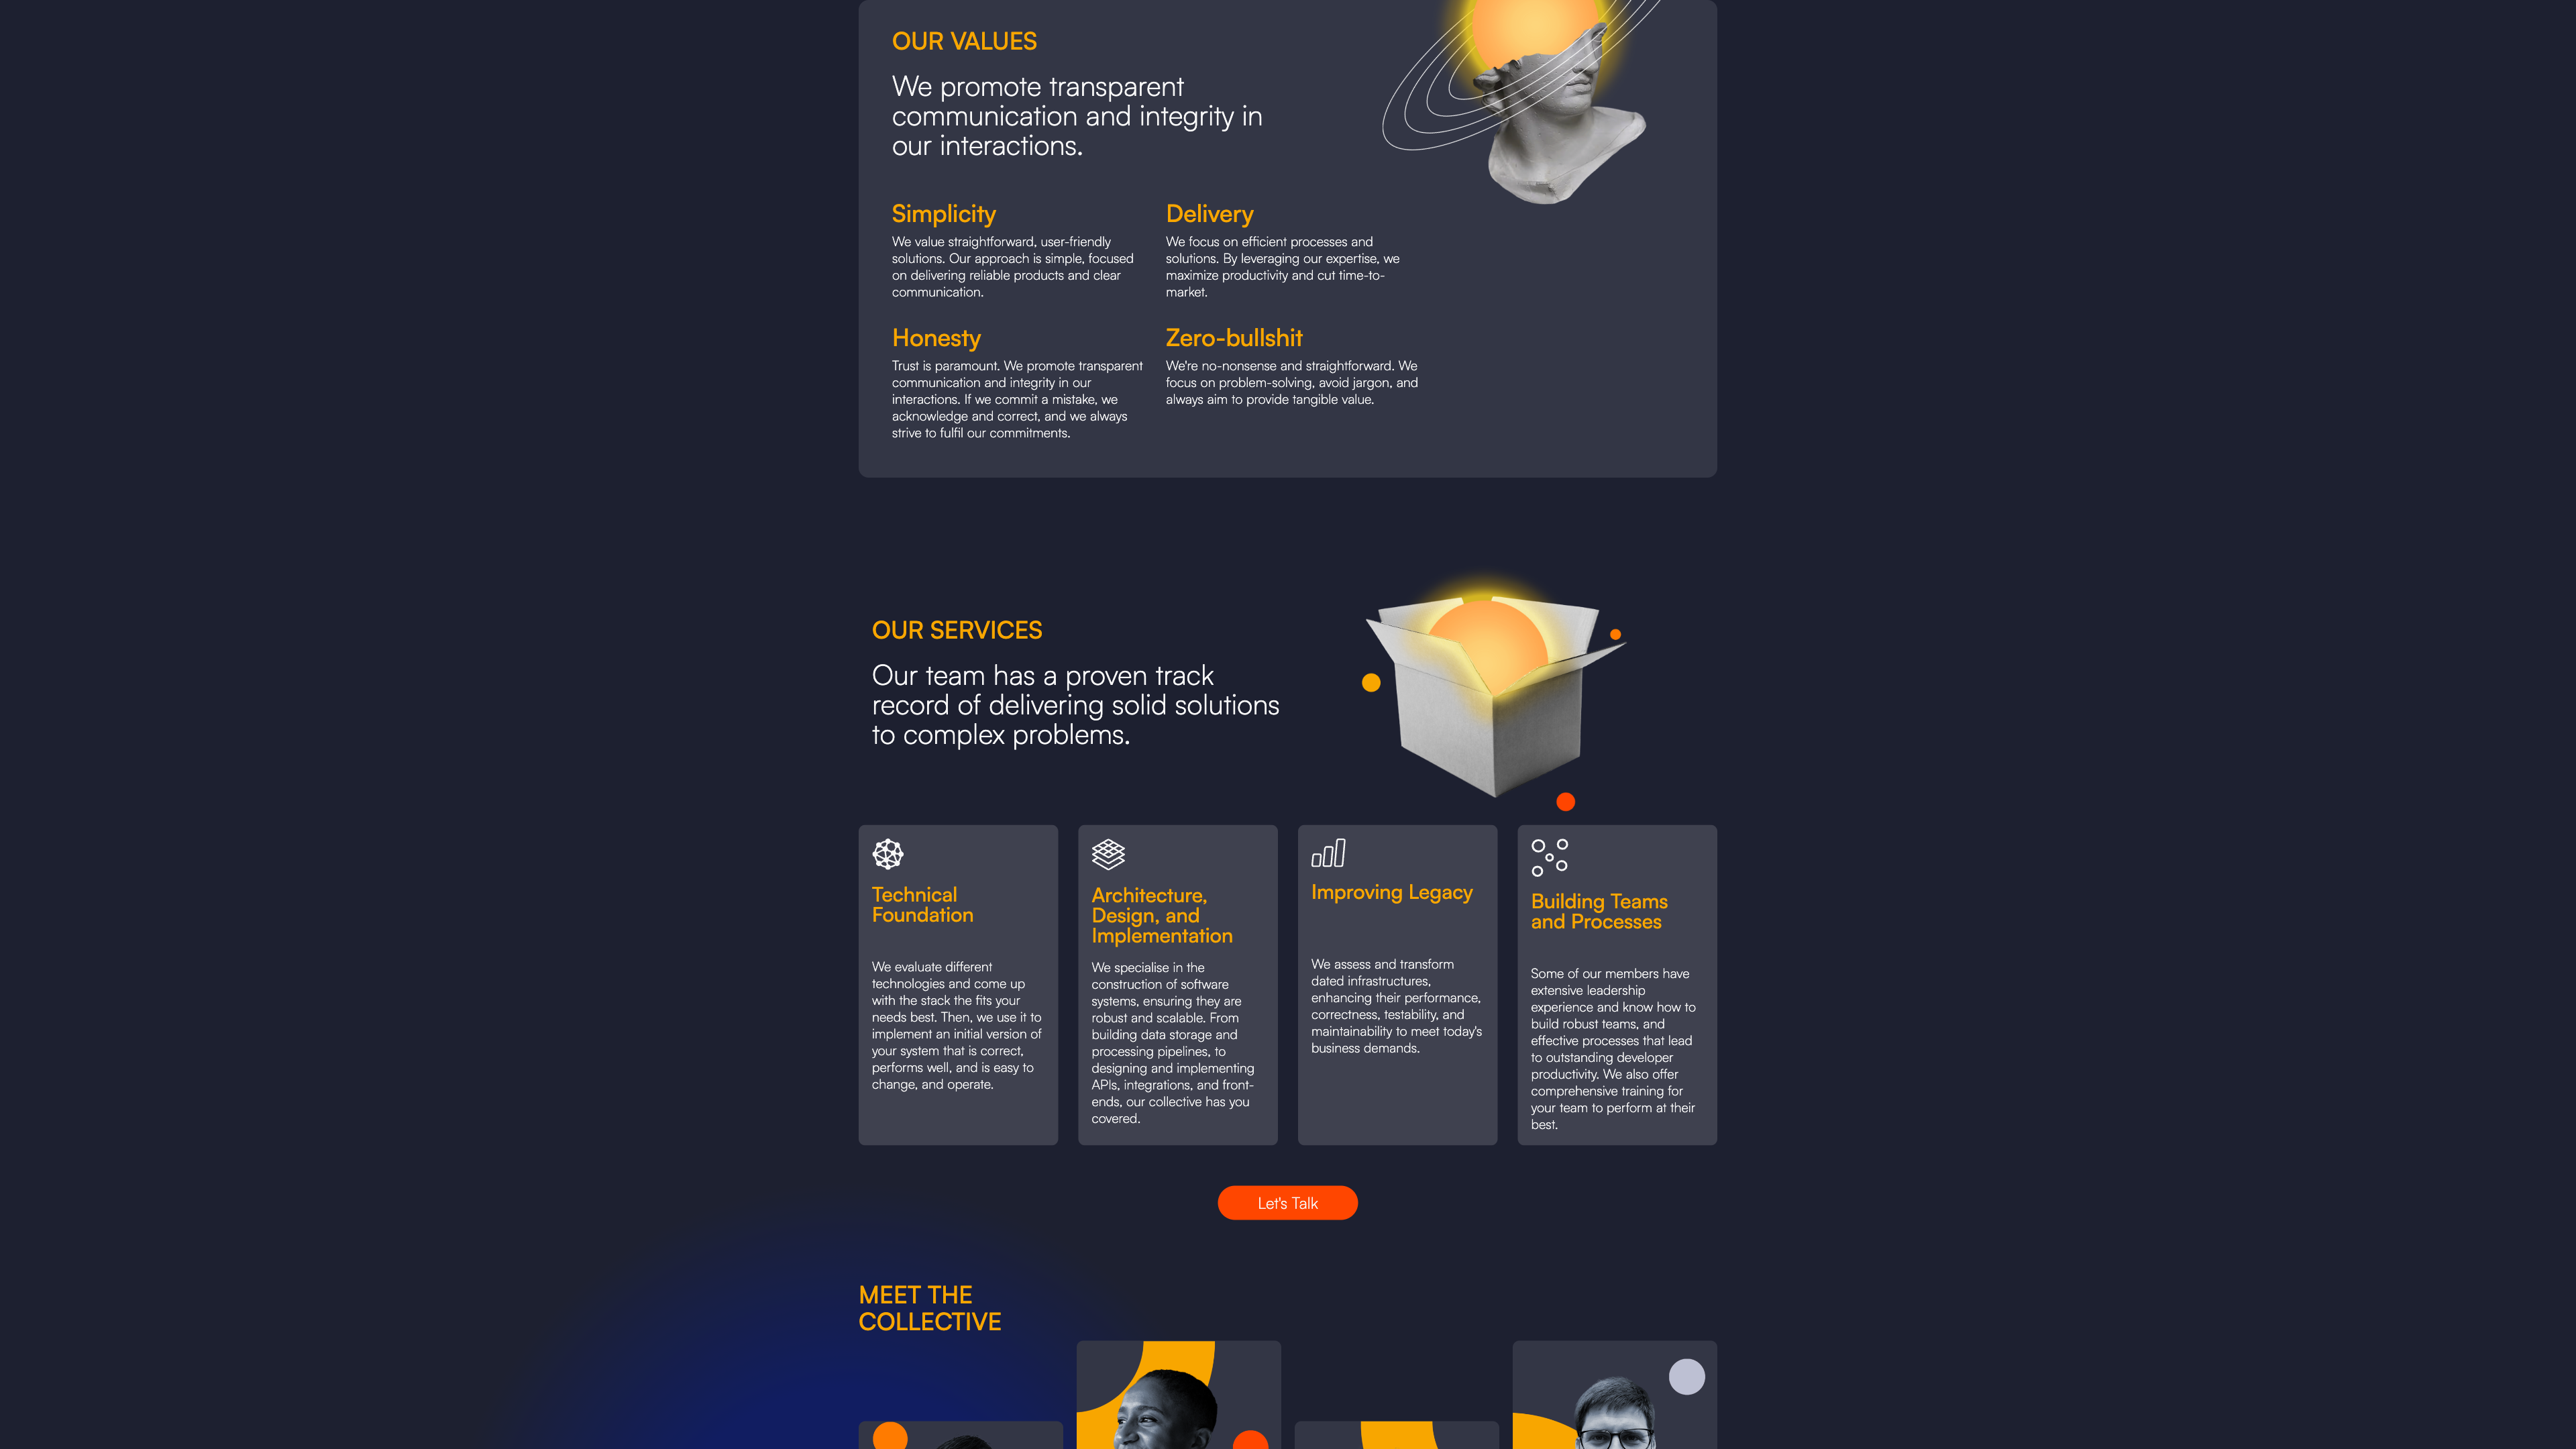 OUR VALUES
We promote transparent
communication and integrity in
our interactions.
Simplicity
We value straightforward, user-friendly
solutions. Our approach is simple, focused
on delivering reliable products and clear
communication.
Delivery
We focus on efficient processes and
solutions. By leveraging our expertise, we
maximize productivity and cut time-to-
market.
Honesty
Trust is paramount. We promote transparent
communication and integrity in our
interactions. If we commit a mistake, we
acknowledge and correct, and we always
strive to fulfil our commitments.
Zero-bullshit
We're no-nonsense and straightforward. We
focus on problem-solving, avoid jargon, and
always aim to provide tangible value.
OUR SERVICES
Our team has a proven track
record of delivering solid solutions
to complex problems.
Technical
Foundation
We evaluate different
technologies and come up
with the stack the fits your
needs best. Then, we use it to
implement an initial version of
your system that is correct,
performs well, and is easy to
change, and operate.
Architecture,
Design, and
Implementation
We specialise in the
construction of software
systems, ensuring they are
robust and scalable. From
building data storage and
processing pipelines, to
designing and implementing
APIs, integrations, and front-
ends, our collective has you
covered.
Improving Legacy
We assess and transform
dated infrastructures,
enhancing their performance,
correctness, testability, and
maintainability to meet today's
business demands.
Building Teams
and Processes
Some of our members have
extensive leadership
experience and know how to
build robust teams, and
effective processes that lead
to outstanding developer
productivity. We also offer
comprehensive training for
your team to perform at their
best.
Let's Talk
MEET THE
COLLECTIVE